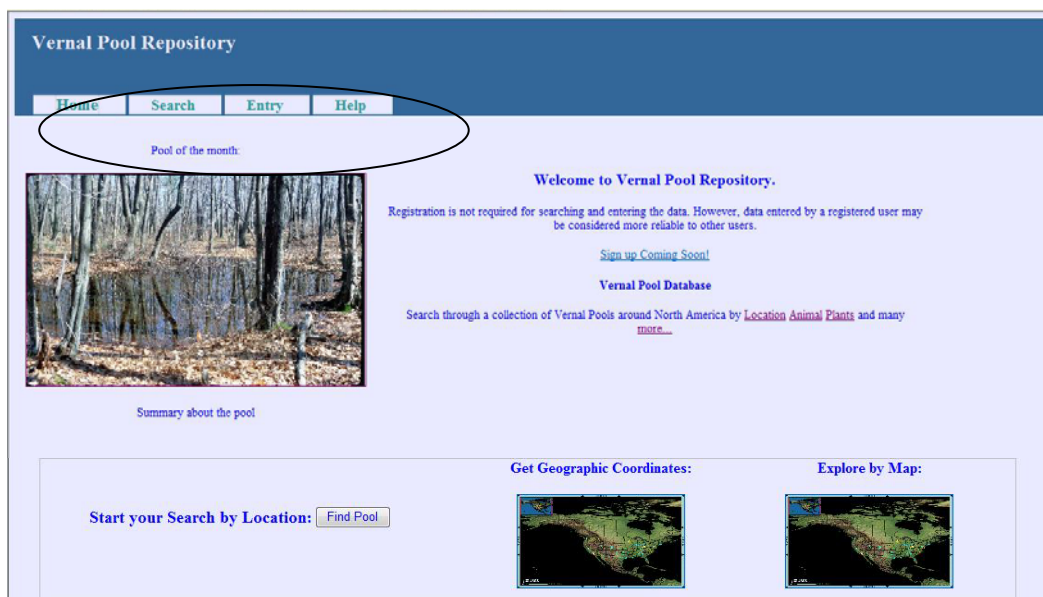 Vernal Pool Repository
Home Search Entry Help
Pool of the month:
Welcome to Vernal Pool Repository.
Registration is not required for searching and entering the data. However, data entered by a registered user may
be considered more reliable to other users.
Sign up Coming Soon!
Vernal Pool Database
Search through a collection of Vernal Pools around North America by Location Animal Plants and many
more...
Summary about the pool
Get Geographic Coordinates:
Explore by Map:
Start your Search by Location: Find Pool